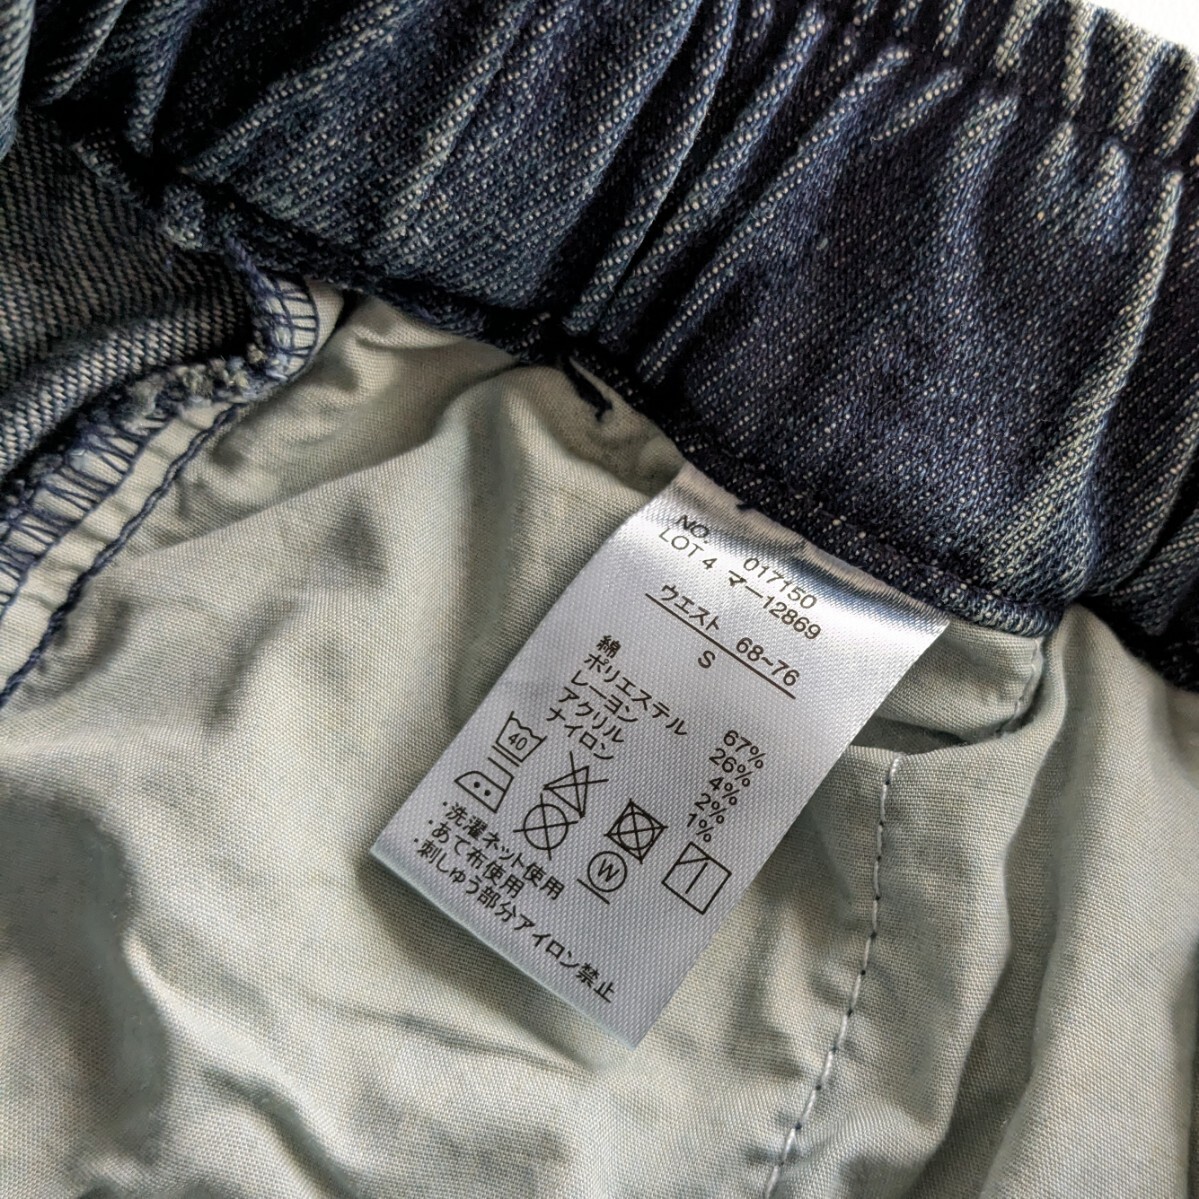 NO. 017150
LOT 4 マー12869
ウエスト 68~76
S
綿 67%
ポリエステル 26%
レーヨン 4%
アクリル 2%
ナイロン 1%
40
W
・洗濯ネット使用
・あて布使用
・刺しゅう部分アイロン禁止